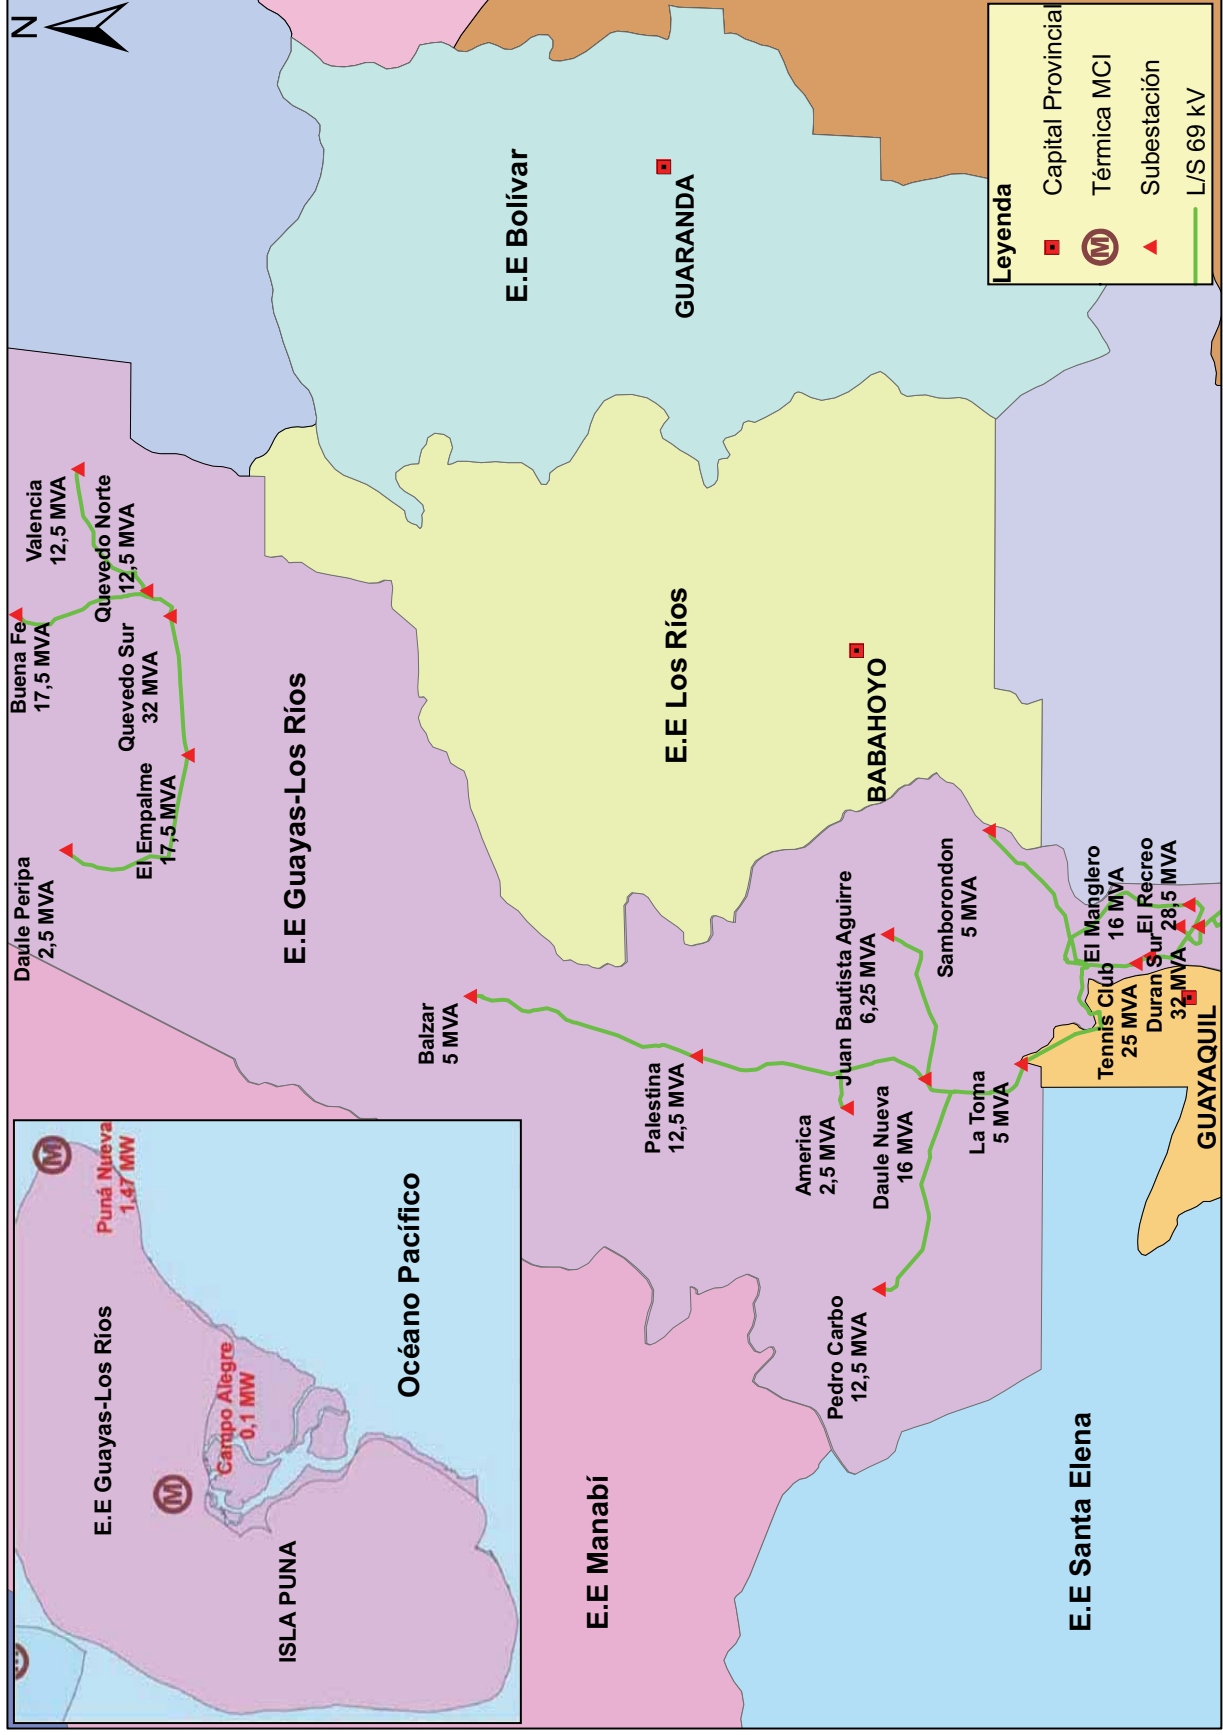 N
Buena Fe
17,5 MVA
Valencia
12,5 MVA
Quevedo Norte
12,5 MVA
Quevedo Sur
32 MVA
El Empalme
17,5 MVA
Daule Peripa
2,5 MVA
E.E Guayas-Los Ríos
E.E Bolívar
GUARANDA
E.E Los Ríos
BABAHOYO
Balzar
5 MVA
Palestina
12,5 MVA
America
2,5 MVA
Juan Bautista Aguirre
6,25 MVA
Daule Nueva
16 MVA
Samborondon
5 MVA
La Toma
5 MVA
Pedro Carbo
12,5 MVA
El Manglero
16 MVA
El Recreo
28,5 MVA
Tennis Club
25 MVA
Duran Sur
32 MVA
GUAYAQUIL
E.E Manabí
E.E Santa Elena
Puná Nueva
1,47 MW
E.E Guayas-Los Ríos
Campo Alegre
0,1 MW
M
M
ISLA PUNA
Océano Pacífico
Leyenda
Capital Provincial
M
Térmica MCI
Subestación
L/S 69 kV